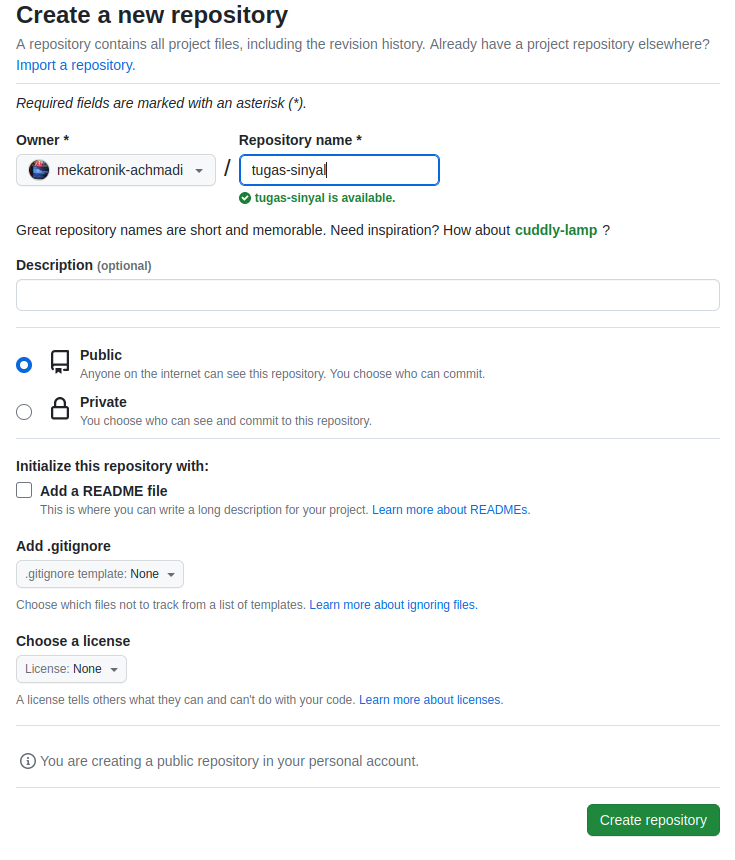 Create a new repository
A repository contains all project files, including the revision history. Already have a project repository elsewhere?
Import a repository.
Required fields are marked with an asterisk (*).
Owner * Repository name *
mekatronik-achmadi / tugas-sinyal
tugas-sinyal is available.
Great repository names are short and memorable. Need inspiration? How about cuddly-lamp ?
Description (optional)
Public
Anyone on the internet can see this repository. You choose who can commit.
Private
You choose who can see and commit to this repository.
Initialize this repository with:
Add a README file
This is where you can write a long description for your project. Learn more about READMEs.
Add .gitignore
.gitignore template: None
Choose which files not to track from a list of templates. Learn more about ignoring files.
Choose a license
License: None
A license tells others what they can and can't do with your code. Learn more about licenses.
You are creating a public repository in your personal account.
Create repository